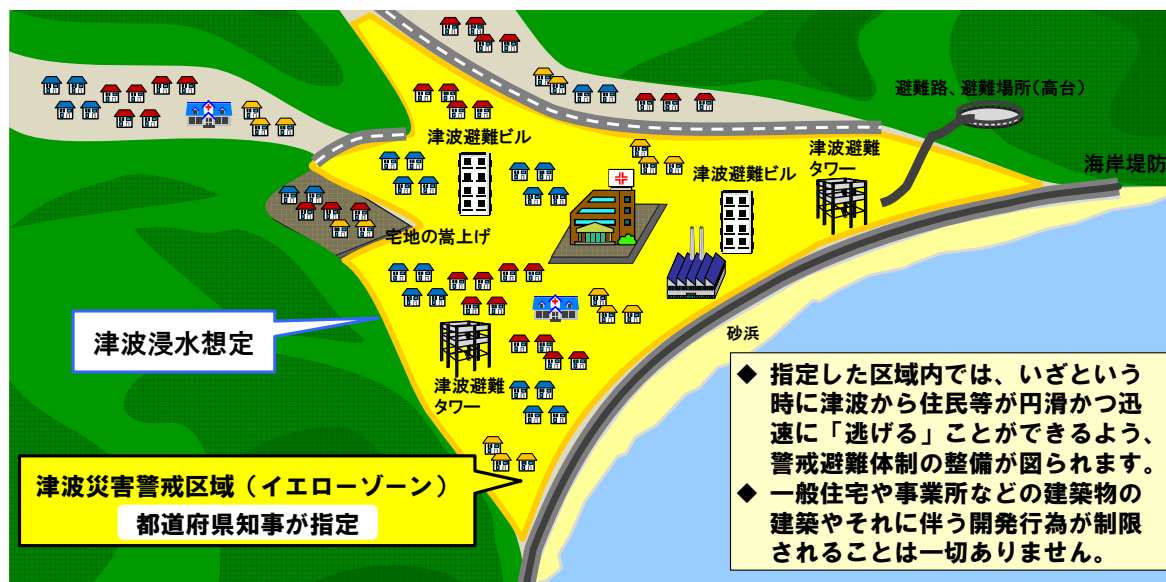 避難路、避難場所(高台)
津波避難ビル
津波避難
タワー
津波避難ビル
海岸堤防
宅地の嵩上げ
津波浸水想定
砂浜
津波避難
タワー
◆ 指定した区域内では、いざという
時に津波から住民等が円滑かつ迅
速に「逃げる」ことができるよう、
警戒避難体制の整備が図られます。
◆ 一般住宅や事業所などの建築物の
建築やそれに伴う開発行為が制限
されることは一切ありません。
津波災害警戒区域(イエローゾーン)
都道府県知事が指定